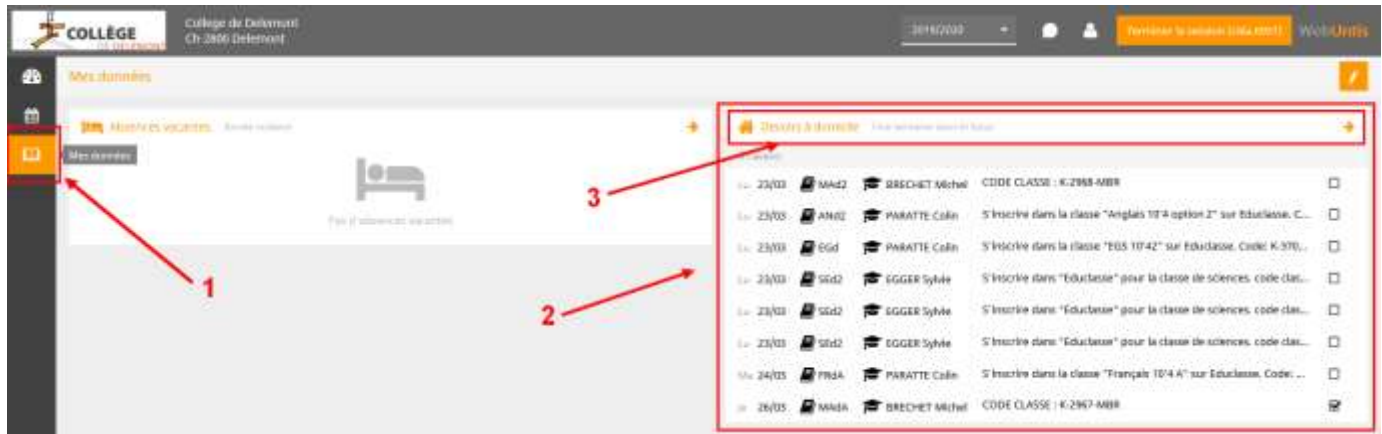 COLLÈGE
DE DELEMONT
Collège de Delemont
Ch-2800 Delemont
2019/2020
WebUntis
Mes données
Absences vacantes
Devoirs à domicile
Mes données
Pas d'absences vacantes
1
2
3
23/03 MAd2 BRECHET Michel CODE CLASSE : K-2968-MBR
23/03 ANd2 PARATTE Colin S'inscrire dans la classe "Anglais 10'4 option 2" sur Educlasse. C...
23/03 EGd PARATTE Colin S'inscrire dans la classe "EGS 10'42" sur Educlasse. Code: K-370...
23/03 SEd2 EGGER Sylvie S'inscrire dans "Educlasse" pour la classe de sciences. code clas...
23/03 SEd2 EGGER Sylvie S'inscrire dans "Educlasse" pour la classe de sciences. code clas...
23/03 SEd2 EGGER Sylvie S'inscrire dans "Educlasse" pour la classe de sciences. code clas...
Ma 24/03 FRdA PARATTE Colin S'inscrire dans la classe "Français 10'4 A" sur Educlasse. Code: ...
26/03 MAdA BRECHET Michel CODE CLASSE : K-2967-MBR